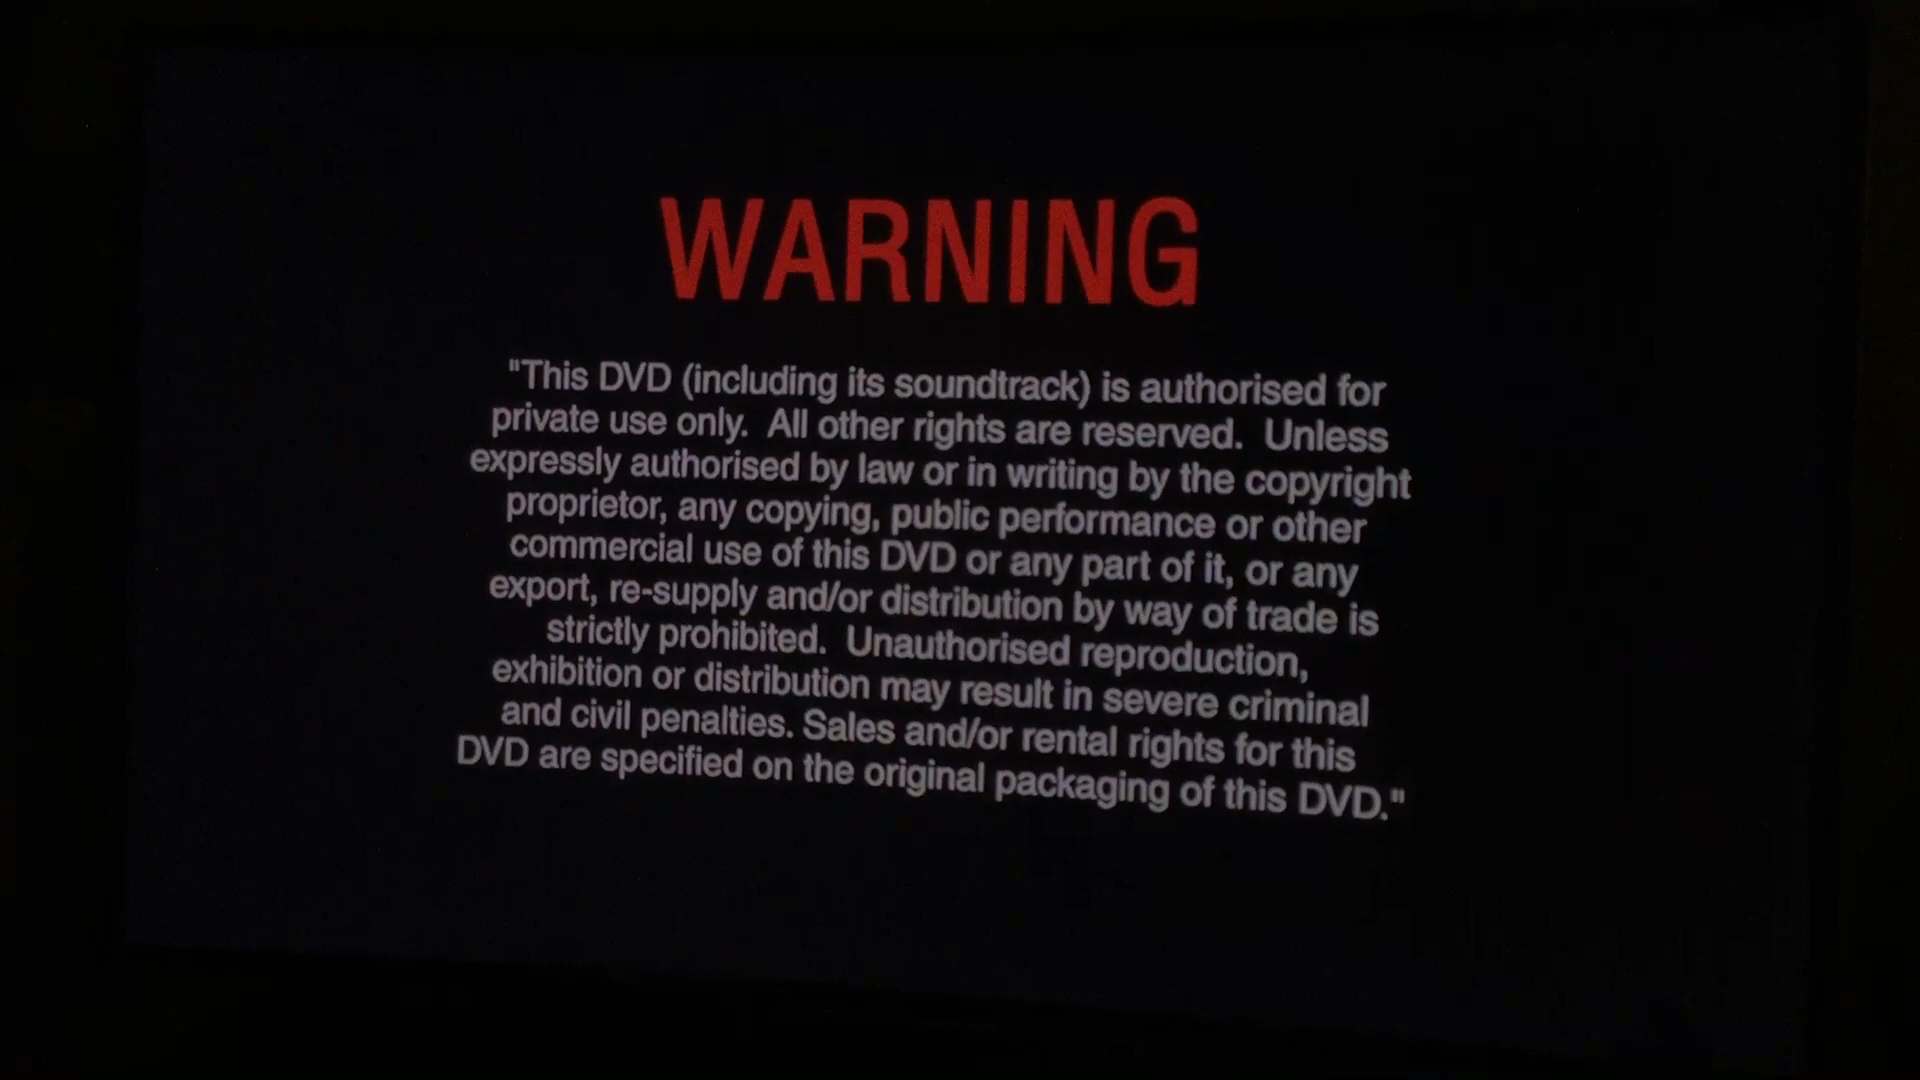 WARNING
"This DVD (including its soundtrack) is authorised for
private use only.  All other rights are reserved.  Unless
expressly authorised by law or in writing by the copyright
proprietor, any copying, public performance or other
commercial use of this DVD or any part of it, or any
export, re-supply and/or distribution by way of trade is
strictly prohibited.  Unauthorised reproduction,
exhibition or distribution may result in severe criminal
and civil penalties. Sales and/or rental rights for this
DVD are specified on the original packaging of this DVD."